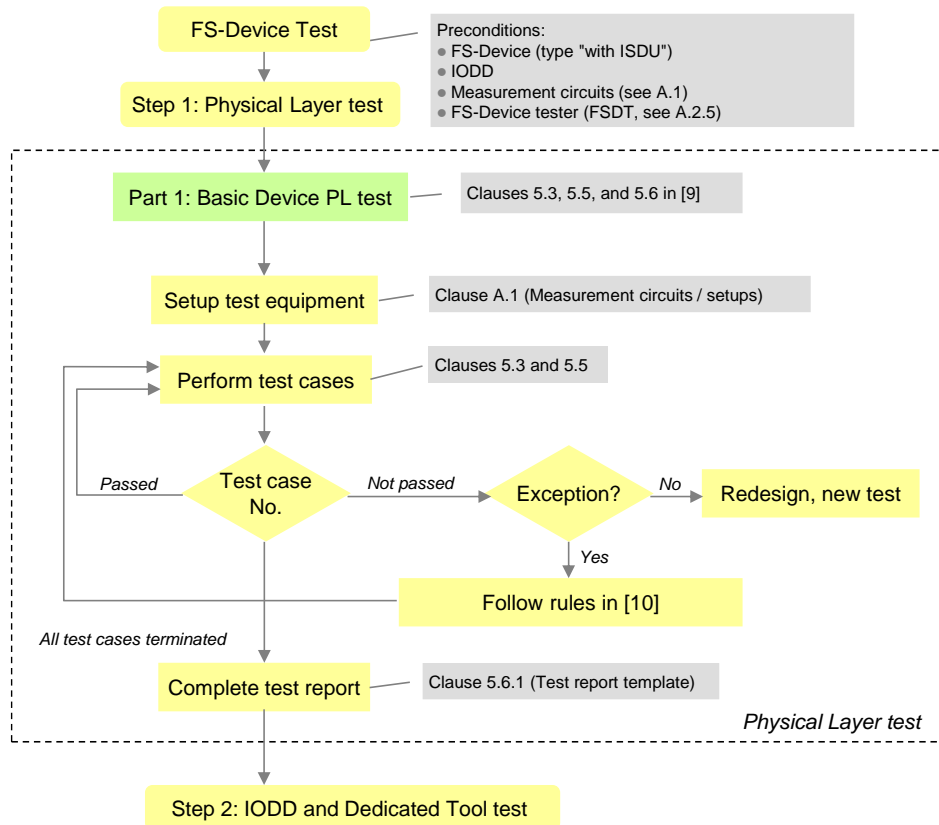 FS-Device Test
Preconditions:
● FS-Device (type "with ISDU")
● IODD
● Measurement circuits (see A.1)
● FS-Device tester (FSDT, see A.2.5)
Step 1: Physical Layer test
Part 1: Basic Device PL test
Clauses 5.3, 5.5, and 5.6 in [9]
Setup test equipment
Clause A.1 (Measurement circuits / setups)
Perform test cases
Clauses 5.3 and 5.5
Passed
Test case
No.
Not passed
Exception?
No
Redesign, new test
Yes
Follow rules in [10]
All test cases terminated
Complete test report
Clause 5.6.1 (Test report template)
Physical Layer test
Step 2: IODD and Dedicated Tool test